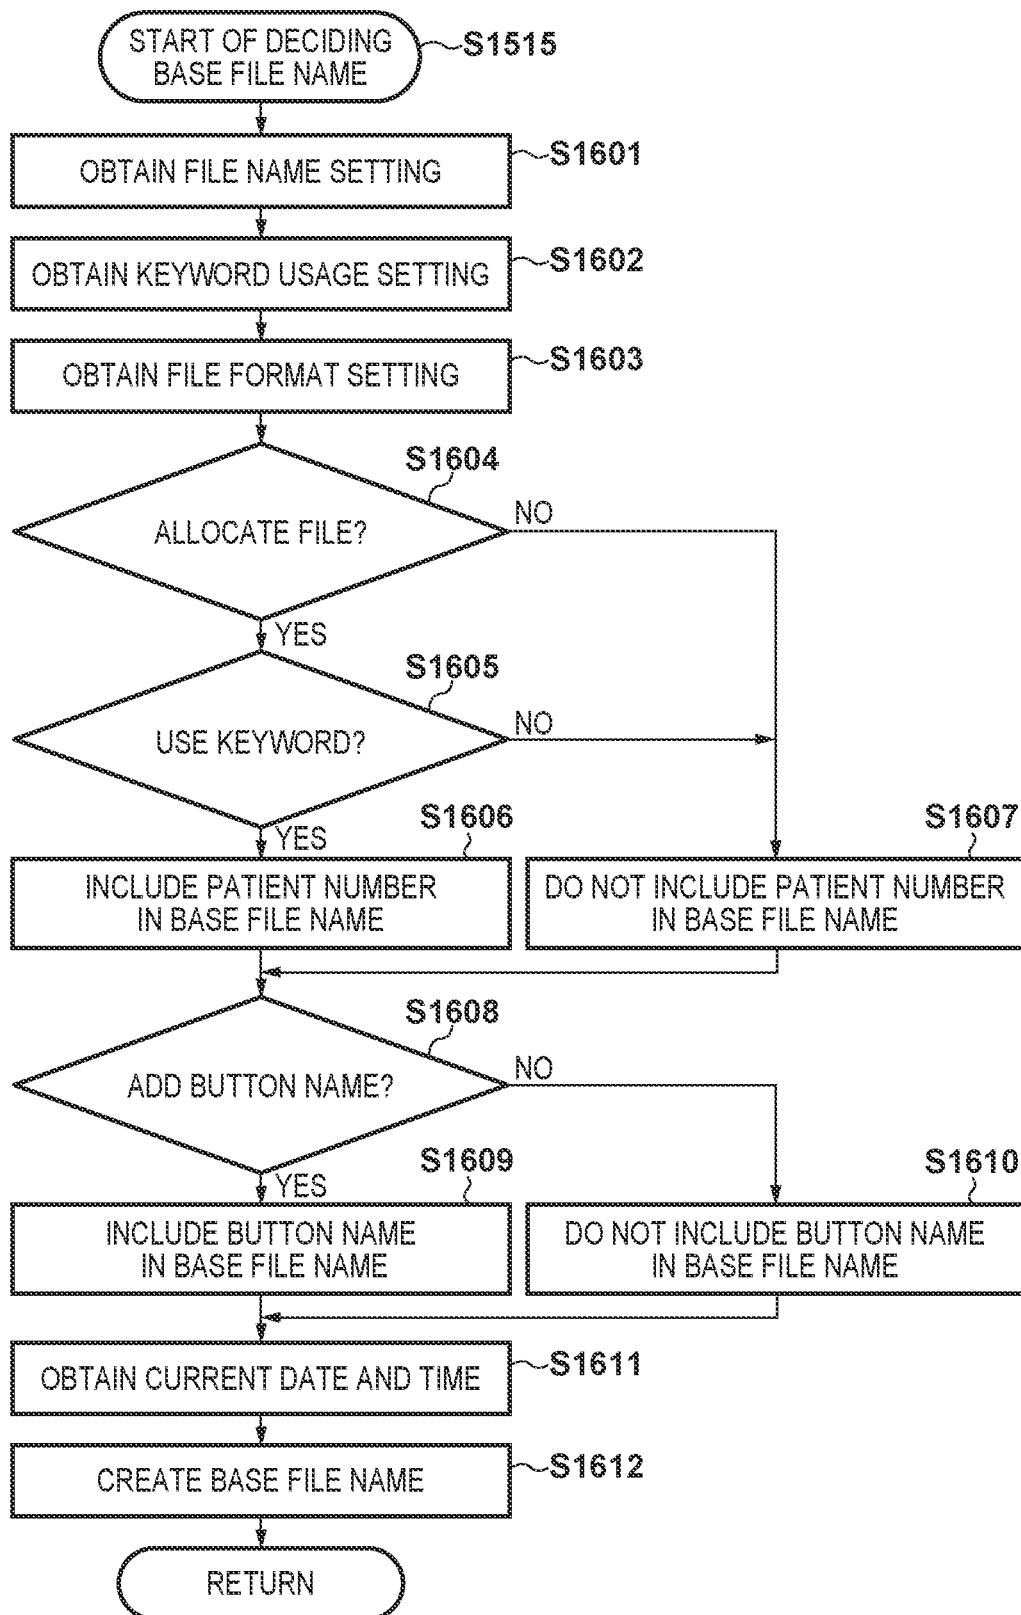 START OF DECIDING
BASE FILE NAME
S1515
OBTAIN FILE NAME SETTING
S1601
OBTAIN KEYWORD USAGE SETTING
S1602
OBTAIN FILE FORMAT SETTING
S1603
S1604
ALLOCATE FILE?
NO
YES
S1605
USE KEYWORD?
NO
YES
S1606
INCLUDE PATIENT NUMBER
IN BASE FILE NAME
S1607
DO NOT INCLUDE PATIENT NUMBER
IN BASE FILE NAME
S1608
ADD BUTTON NAME?
NO
YES
S1609
INCLUDE BUTTON NAME
IN BASE FILE NAME
S1610
DO NOT INCLUDE BUTTON NAME
IN BASE FILE NAME
OBTAIN CURRENT DATE AND TIME
S1611
CREATE BASE FILE NAME
S1612
RETURN